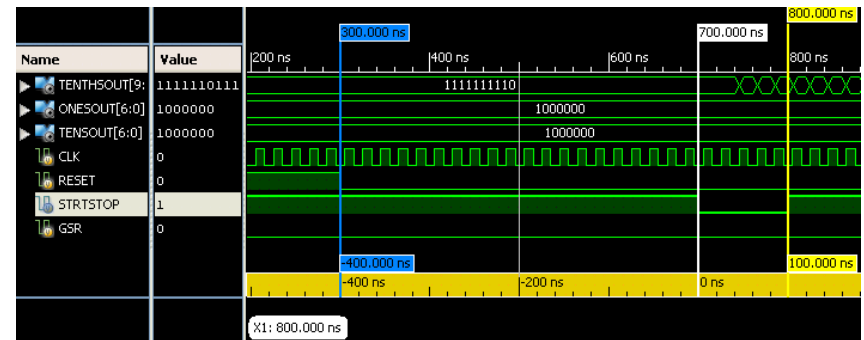 800.000 ns
300.000 ns
700.000 ns
Name
Value
200 ns
400 ns
600 ns
800 ns
TENTHSOUT[9:
1111110111
1111111110
ONESOUT[6:0]
1000000
1000000
TENSOUT[6:0]
1000000
1000000
CLK
0
RESET
0
STRTSTOP
1
GSR
0
-400.000 ns
100.000 ns
-400 ns
-200 ns
0 ns
X1: 800.000 ns